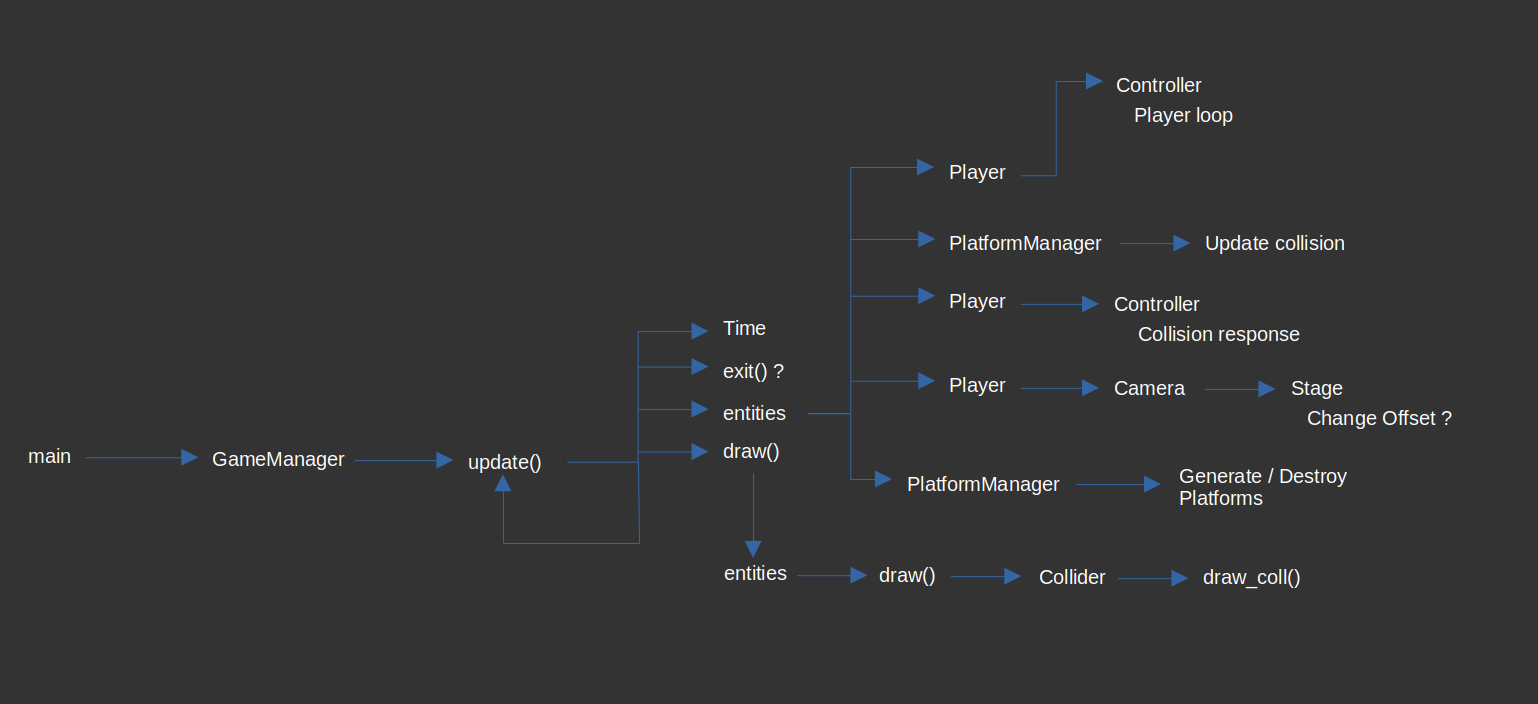 Controller
Player loop
Player
PlatformManager
Update collision
Player
Controller
Collision response
Time
exit() ?
entities
draw()
Player
Camera
Stage
Change Offset ?
main
GameManager
update()
PlatformManager
Generate / Destroy
Platforms
entities
draw()
Collider
draw_coll()